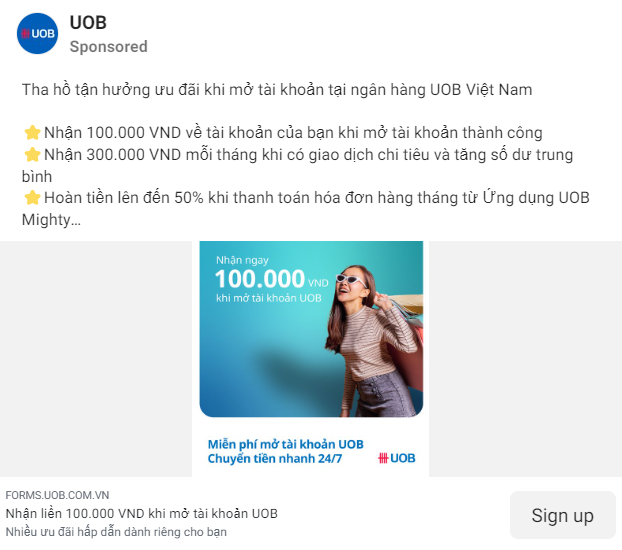 UOB
UOB
Sponsored
Tha hồ tận hưởng ưu đãi khi mở tài khoản tại ngân hàng UOB Việt Nam
⭐Nhận 100.000 VND về tài khoản của bạn khi mở tài khoản thành công
⭐Nhận 300.000 VND mỗi tháng khi có giao dịch chi tiêu và tăng số dư trung
bình
⭐Hoàn tiền lên đến 50% khi thanh toán hóa đơn hàng tháng từ Ứng dụng UOB
Mighty...
Nhận ngay
100.000 VND
khi mở tài khoản UOB
Miễn phí mở tài khoản UOB
Chuyển tiền nhanh 24/7
UOB
FORMS.UOB.COM.VN
Nhận liền 100.000 VND khi mở tài khoản UOB
Nhiều ưu đãi hấp dẫn dành riêng cho bạn
Sign up